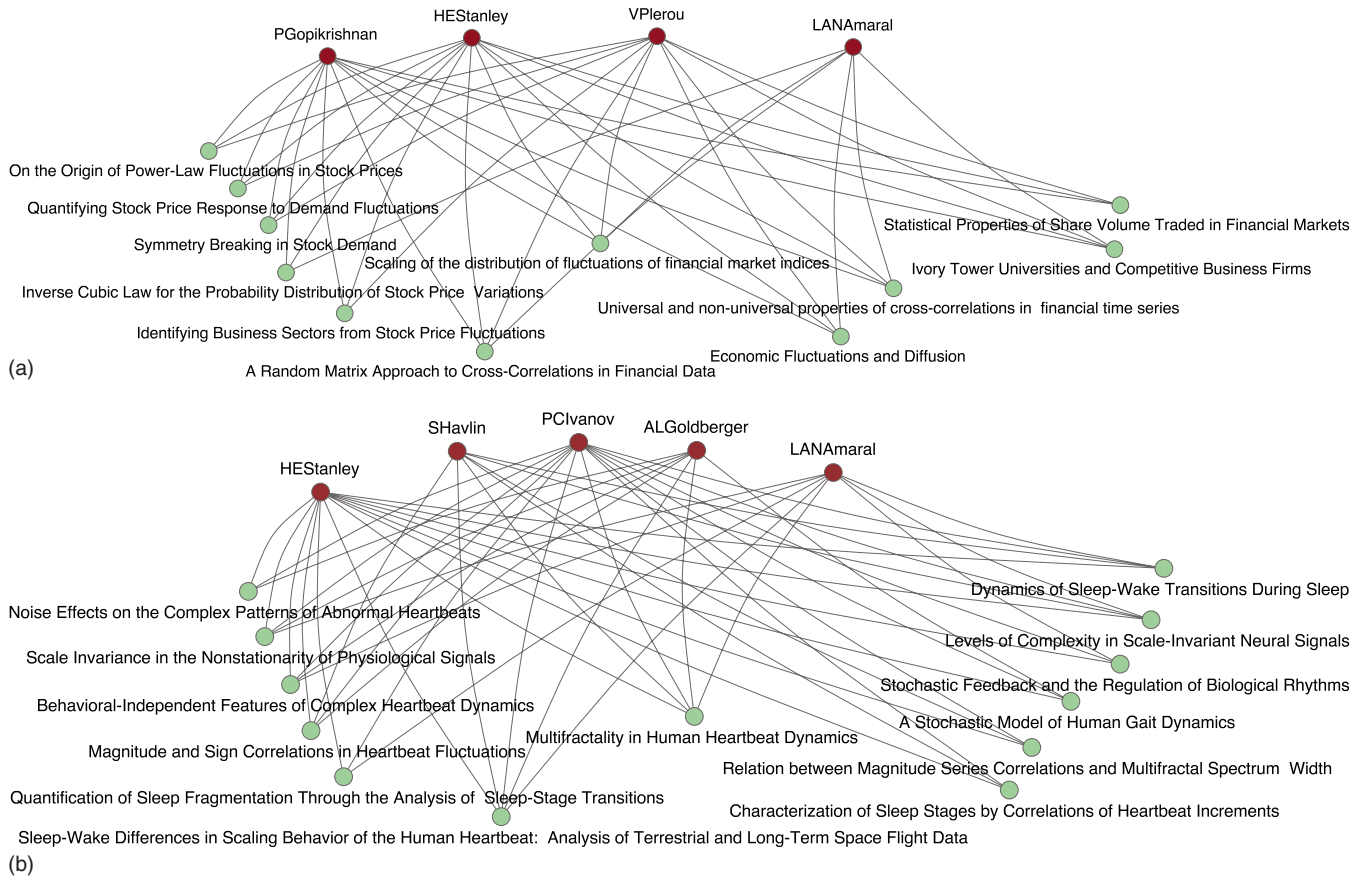 HEStanley
VPlerou
LANAmaral
PGopikrishnan
On the Origin of Power-Law Fluctuations in Stock Prices
Quantifying Stock Price Response to Demand Fluctuations
Statistical Properties of Share Volume Traded in Financial Markets
Symmetry Breaking in Stock Demand
Scaling of the distribution of fluctuations of financial market indices
Ivory Tower Universities and Competitive Business Firms
Inverse Cubic Law for the Probability Distribution of Stock Price Variations
Universal and non-universal properties of cross-correlations in financial time series
Identifying Business Sectors from Stock Price Fluctuations
Economic Fluctuations and Diffusion
(a)
A Random Matrix Approach to Cross-Correlations in Financial Data
PCIvanov
SHavlin
ALGoldberger
LANAmaral
HEStanley
Dynamics of Sleep-Wake Transitions During Sleep
Noise Effects on the Complex Patterns of Abnormal Heartbeats
Levels of Complexity in Scale-Invariant Neural Signals
Scale Invariance in the Nonstationarity of Physiological Signals
Stochastic Feedback and the Regulation of Biological Rhythms
Behavioral-Independent Features of Complex Heartbeat Dynamics
A Stochastic Model of Human Gait Dynamics
Multifractality in Human Heartbeat Dynamics
Magnitude and Sign Correlations in Heartbeat Fluctuations
Relation between Magnitude Series Correlations and Multifractal Spectrum Width
Quantification of Sleep Fragmentation Through the Analysis of Sleep-Stage Transitions
Characterization of Sleep Stages by Correlations of Heartbeat Increments
Sleep-Wake Differences in Scaling Behavior of the Human Heartbeat: Analysis of Terrestrial and Long-Term Space Flight Data
(b)